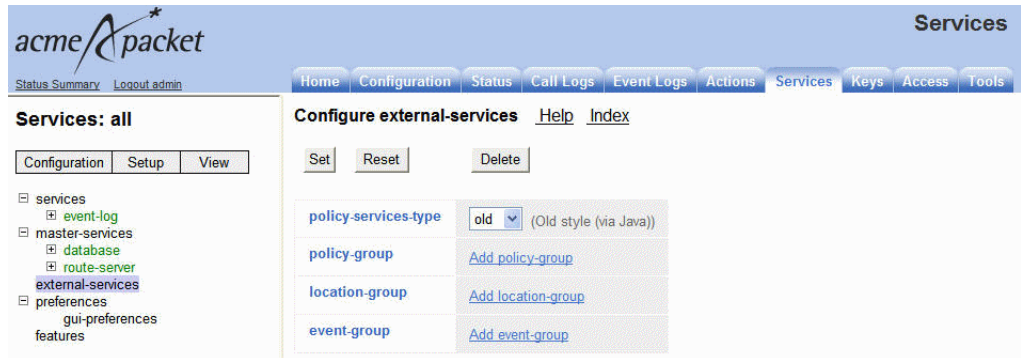 acme packet
Services
Status Summary Logout admin
Home Configuration Status Call Logs Event Logs Actions Services Keys Access Tools
Services: all
Configuration Setup View
services
event-log
master-services
database
route-server
external-services
preferences
gui-preferences
features
Configure external-services Help Index
Set Reset Delete
policy-services-type old (Old style (via Java))
policy-group Add policy-group
location-group Add location-group
event-group Add event-group